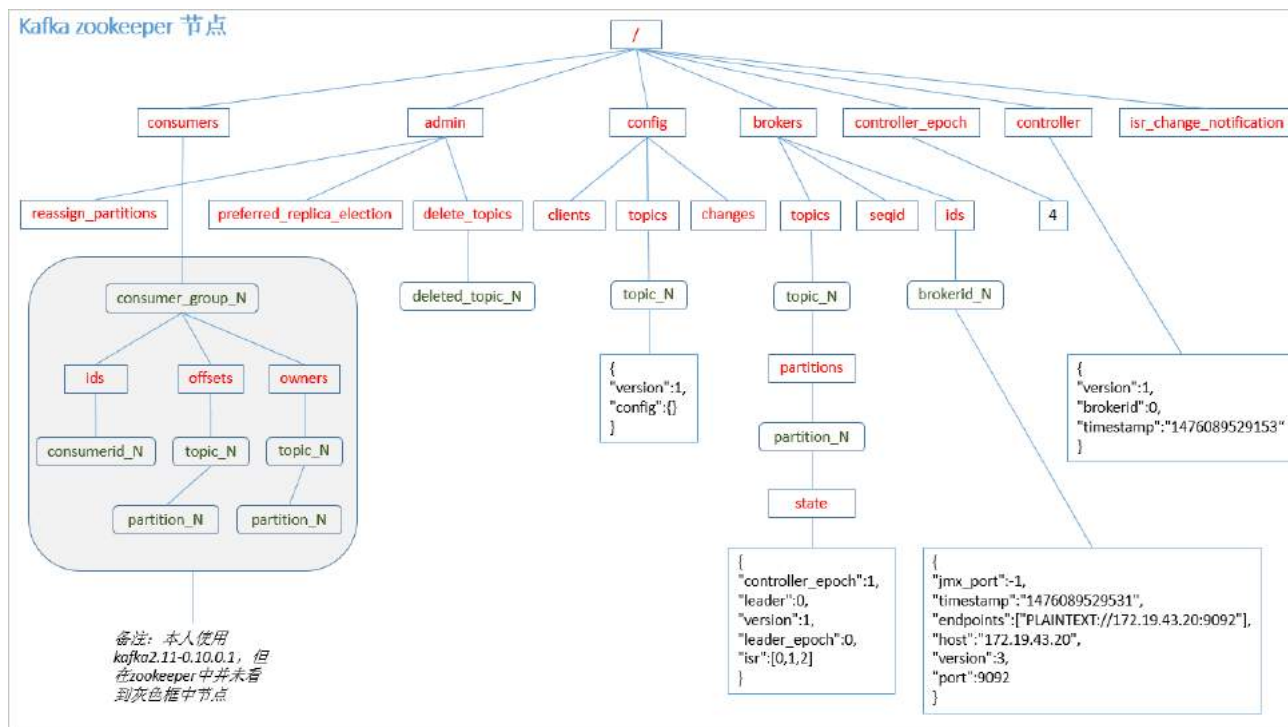 Kafka zookeeper 节点
/
consumers
admin
config
brokers
controller_epoch
controller
isr_change_notification
reassign_partitions
preferred_replica_election
delete_topics
clients
topics
changes
topics
seqid
ids
4
consumer_group_N
deleted_topic_N
topic_N
topic_N
brokerid_N
ids
offsets
owners
{
"version":1,
"config":{}
}
partitions
{
"version":1,
"brokerid":0,
"timestamp":"1476089529153"
}
consumerid_N
topic_N
topic_N
partition_N
partition_N
partition_N
state
{
"controller_epoch":1,
"leader":0,
"version":1,
"leader_epoch":0,
"isr":[0,1,2]
}
{
"jmx_port":-1,
"timestamp":"1476089529531",
"endpoints":["PLAINTEXT://172.19.43.20:9092"],
"host":"172.19.43.20",
"version":3,
"port":9092
}
备注：本人使用
kafka2.11-0.10.0.1，但
在zookeeper中并未看
到灰色框中节点